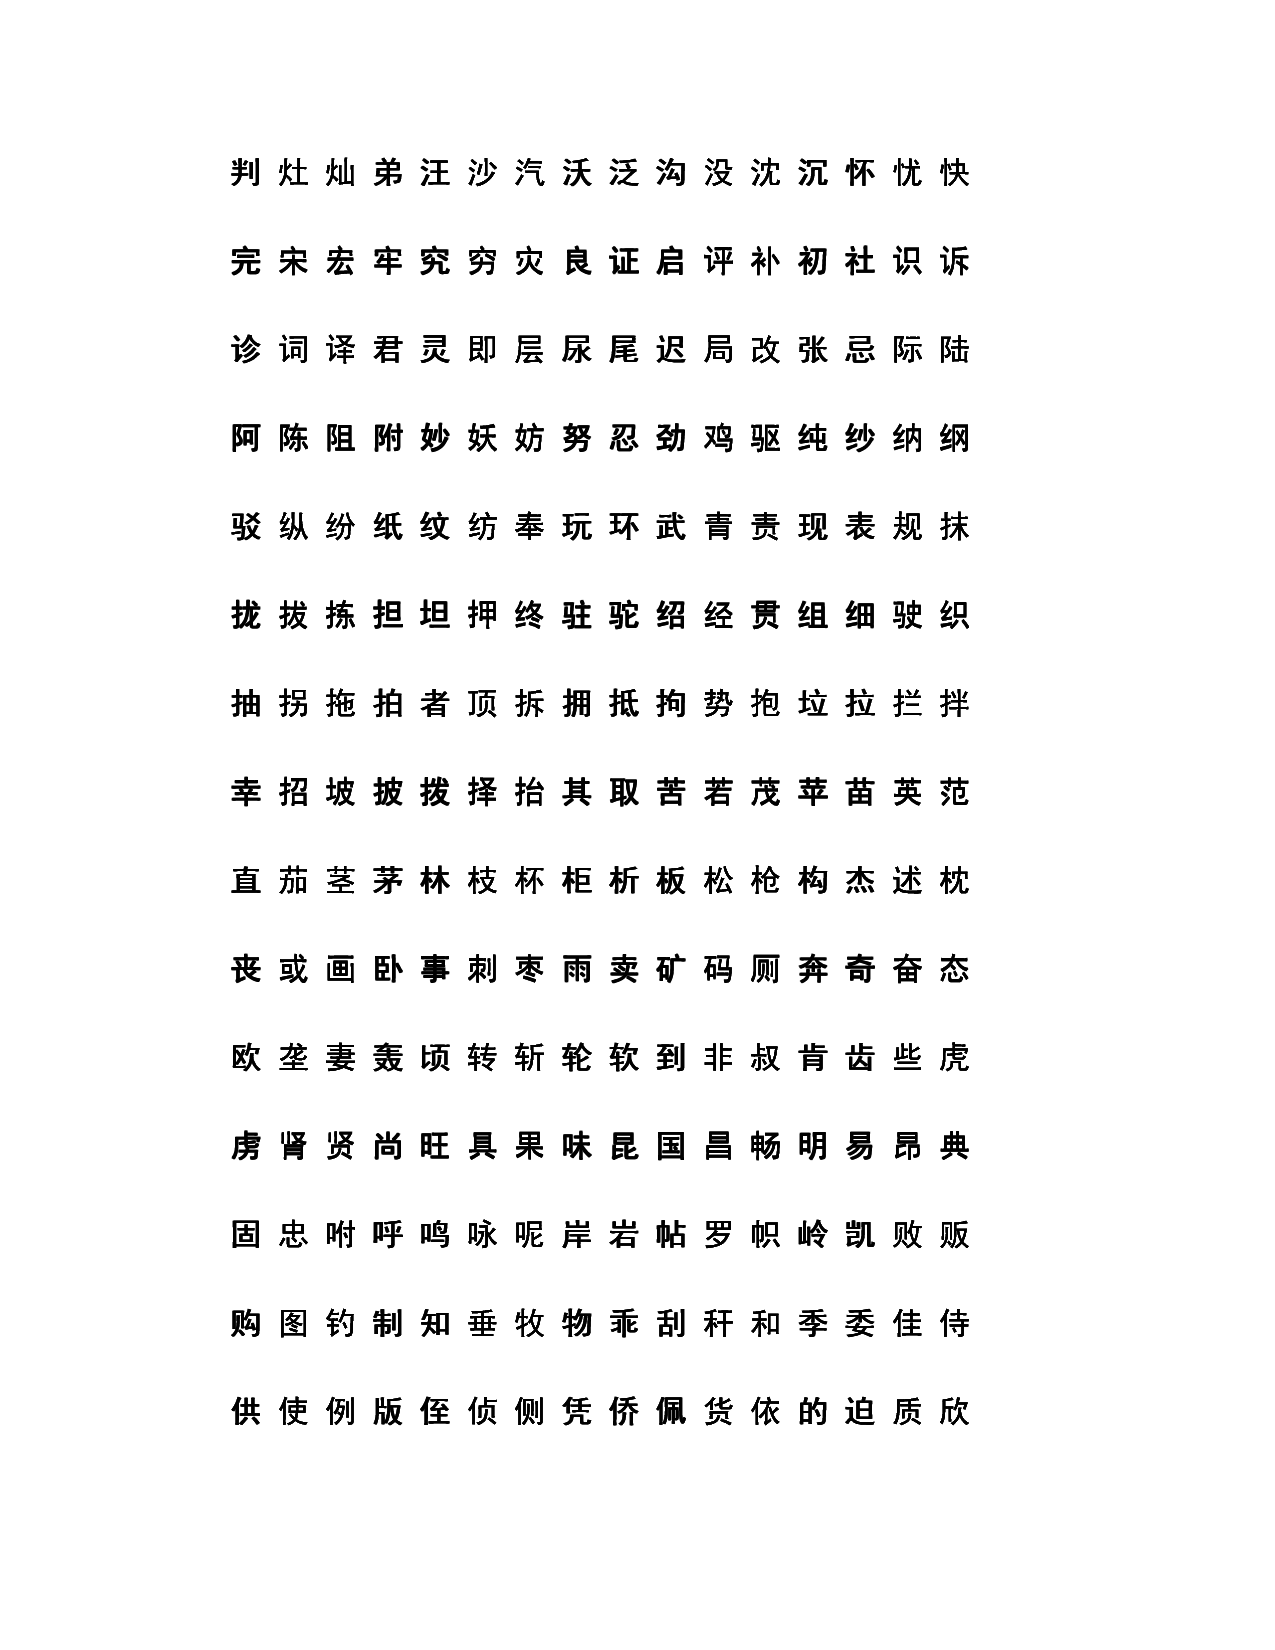 判 灶 灿 弟 汪 沙 汽 沃 泛 沟 没 沈 沉 怀 忧 快
完 宋 宏 牢 究 穷 灾 良 证 启 评 补 初 社 识 诉
诊 词 译 君 灵 即 层 尿 尾 迟 局 改 张 忌 际 陆
阿 陈 阻 附 妙 妖 妨 努 忍 劲 鸡 驱 纯 纱 纳 纲
驳 纵 纷 纸 纹 纺 奉 玩 环 武 青 责 现 表 规 抹
拢 拔 拣 担 坦 押 终 驻 驼 绍 经 贯 组 细 驶 织
抽 拐 拖 拍 者 顶 拆 拥 抵 拘 势 抱 垃 拉 拦 拌
幸 招 坡 披 拨 择 抬 其 取 苦 若 茂 苹 苗 英 范
直 茄 茎 茅 林 枝 杯 柜 析 板 松 枪 构 杰 述 枕
丧 或 画 卧 事 刺 枣 雨 卖 矿 码 厕 奔 奇 奋 态
欧 垄 妻 轰 顷 转 斩 轮 软 到 非 叔 肯 齿 些 虎
虏 肾 贤 尚 旺 具 果 味 昆 国 昌 畅 明 易 昂 典
固 忠 咐 呼 鸣 咏 呢 岸 岩 帖 罗 帜 岭 凯 败 贩
购 图 钓 制 知 垂 牧 物 乖 刮 秆 和 季 委 佳 侍
供 使 例 版 侄 侦 侧 凭 侨 佩 货 依 的 迫 质 欣